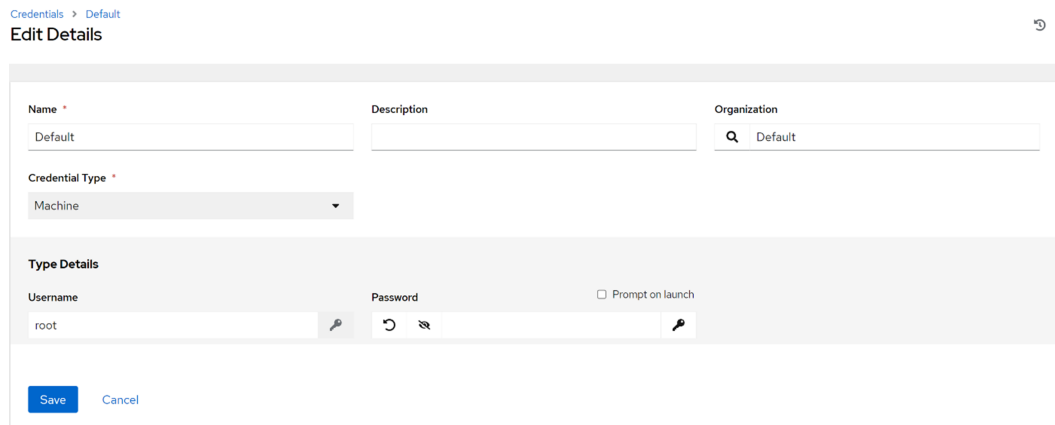 Credentials > Default
Edit Details
Name * Description Organization
Default Default
Credential Type *
Machine
Type Details
Username Password Prompt on launch
root
Save Cancel